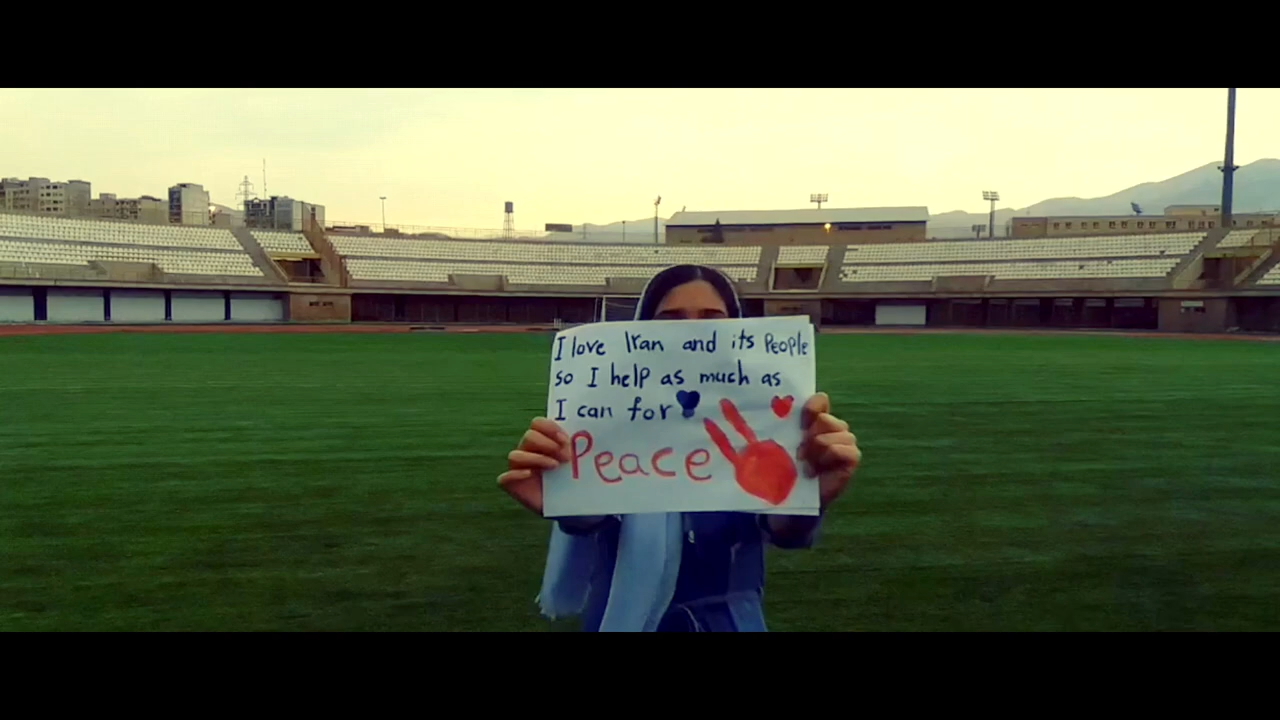 I love Iran and its People
so I help as much as
I can for
Peace